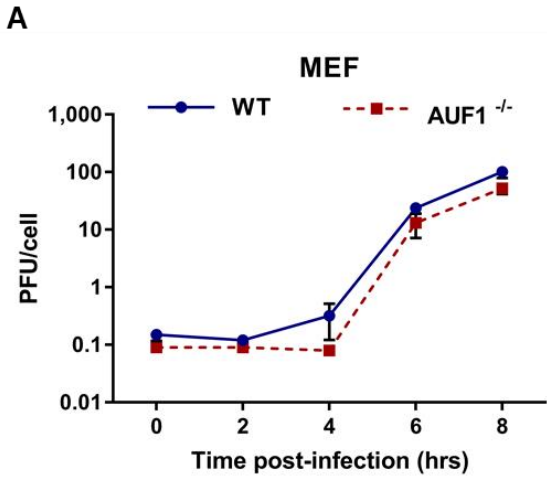 A
MEF
WT
AUF1 -/-
1,000
100
10
1
0.1
0.01
PFU/cell
0 2 4 6 8
Time post-infection (hrs)